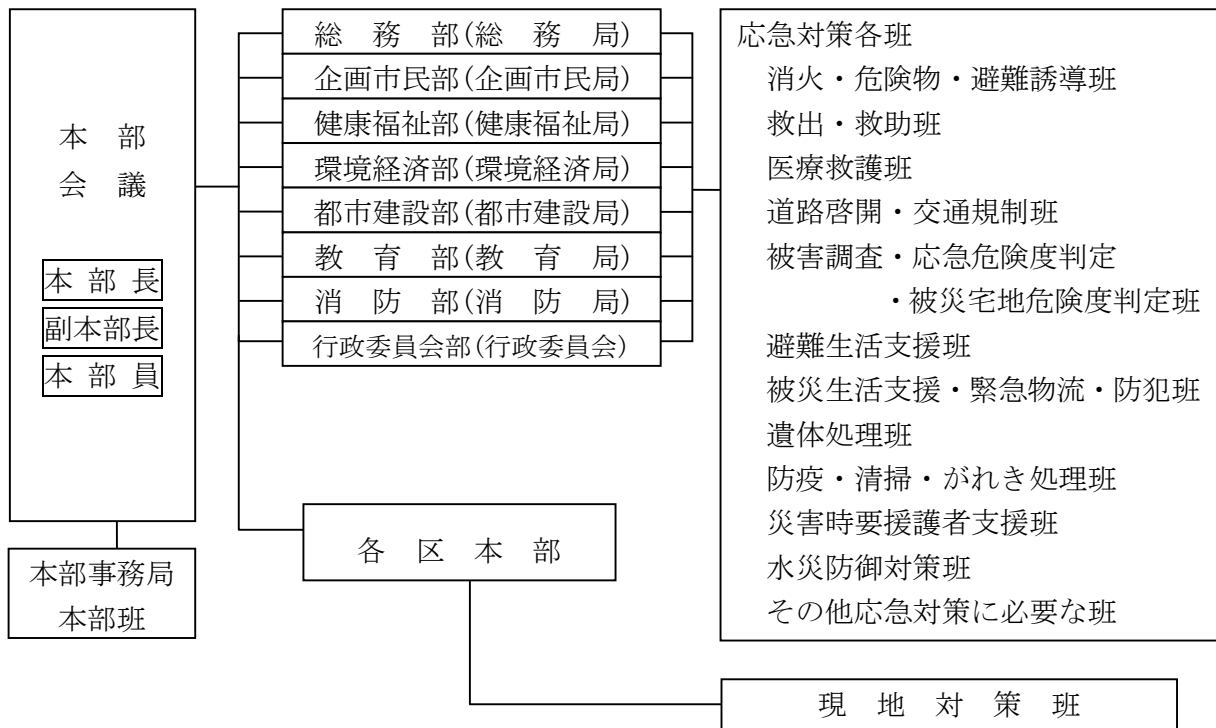 本　部
会　議
本 部 長
副本部長
本 部 員
本部事務局
本部班
総　務　部(総　務　局)
企画市民部(企画市民局)
健康福祉部(健康福祉局)
環境経済部(環境経済局)
都市建設部(都市建設局)
教　育　部(教　育　局)
消　防　部(消　防　局)
行政委員会部(行政委員会)
各　区　本　部
応急対策各班
消火・危険物・避難誘導班
救出・救助班
医療救護班
道路啓開・交通規制班
被害調査・応急危険度判定
・被災宅地危険度判定班
避難生活支援班
被災生活支援・緊急物流・防犯班
遺体処理班
防疫・清掃・がれき処理班
災害時要援護者支援班
水災防御対策班
その他応急対策に必要な班
現　地　対　策　班